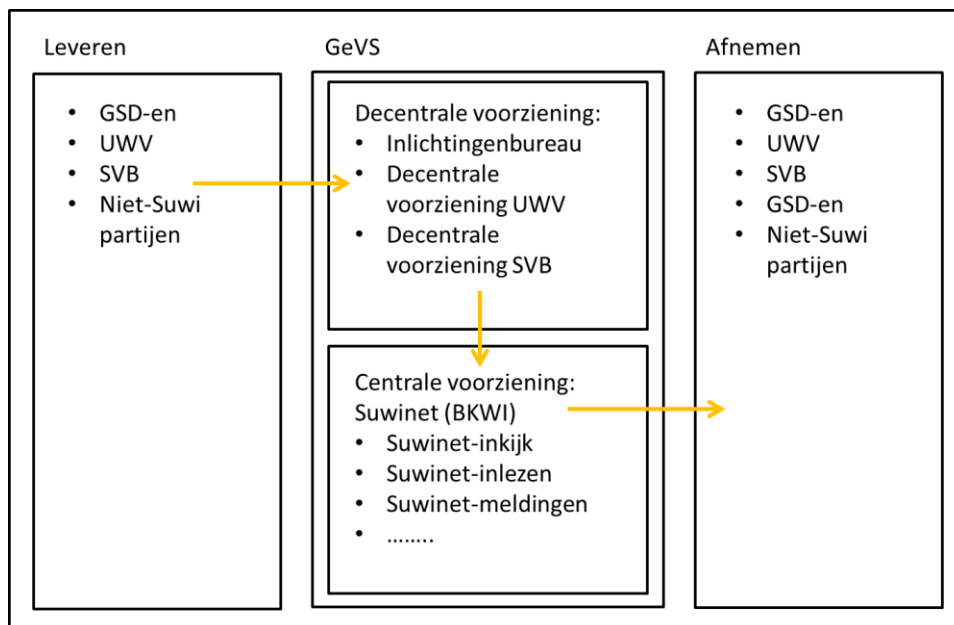 Leveren
• GSD-en
• UWV
• SVB
• Niet-Suwi
partijen
GeVS
Decentrale voorziening:
• Inlichtingenbureau
• Decentrale
voorziening UWV
• Decentrale
voorziening SVB
Centrale voorziening:
Suwinet (BKWI)
• Suwinet-inkijk
• Suwinet-inlezen
• Suwinet-meldingen
• ........
Afnemen
• GSD-en
• UWV
• SVB
• GSD-en
• Niet-Suwi
partijen